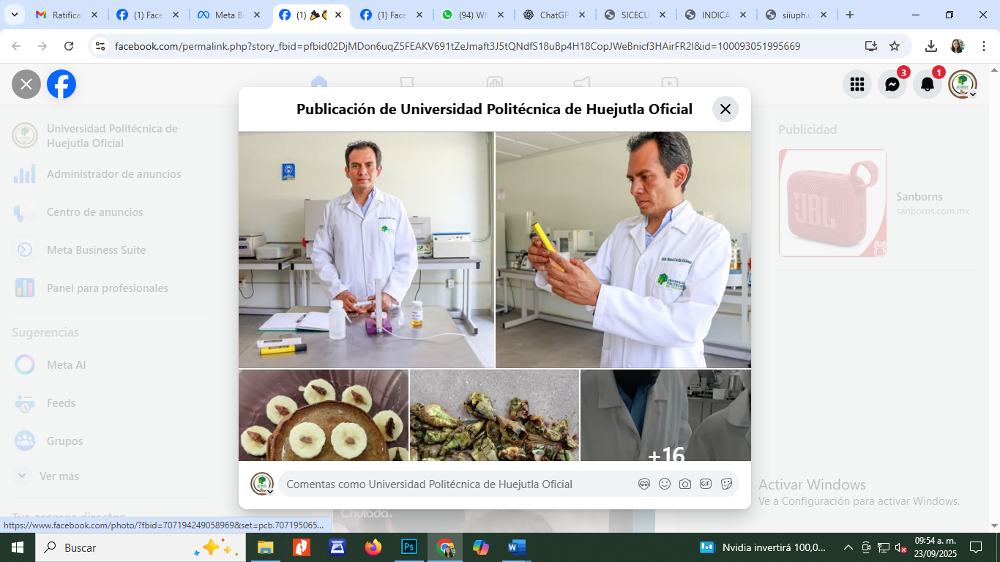 Ratifica
(1) Face
Meta B
(1)
(1) Face
(94) Wh
ChatGP
SICECU
INDICA
siiuph.u
facebook.com/permalink.php?story_fbid=pfbid02DjMDon6uqZ5FEAKV691tZeJmaft3J5tQNdfS18uBp4H18CopJWeBnicf3HAirFR2l&id=100093051995669
3
1
Universidad Politécnica de
Huejutla Oficial
Administrador de anuncios
Centro de anuncios
Meta Business Suite
Panel para profesionales
Sugerencias
Meta AI
Feeds
Grupos
Ver más
Tus accesos directos
Publicación de Universidad Politécnica de Huejutla Oficial
UNIVERSIDAD
POLITÉCNICA
+16
Comentas como Universidad Politécnica de Huejutla Oficial
GIF
Chulada.
Publicidad
JBL
Sanborns
sanborns.com.mx
Activar Windows
Ve a Configuración para activar Windows.
https://www.facebook.com/photo/?fbid=707194249058969&set=pcb.707195065...
Buscar
Ps
W
Nvidia invertirá 100,0...
09:54 a. m.
23/09/2025